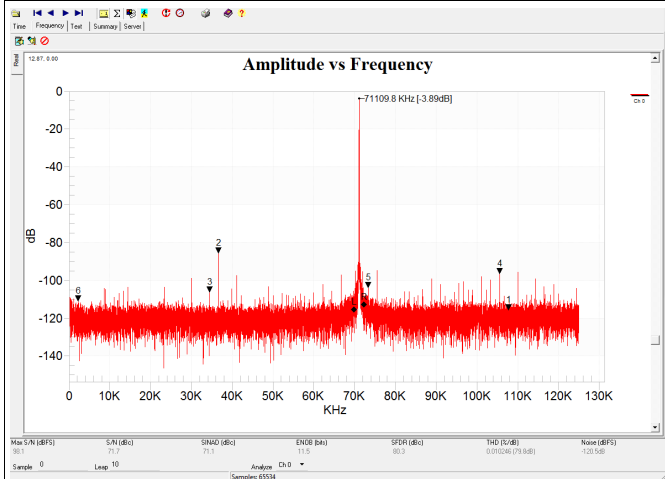 Time Frequency Text Summary Server
Real
12.87, 0.00
Amplitude vs Frequency
71109.8 KHz [-3.89dB]
Ch 0
0
-20
-40
-60
-80
-100
-120
-140
dB
6
3
2
5
4
1
0 10K 20K 30K 40K 50K 60K 70K 80K 90K 100K 110K 120K 130K
KHz
Max S/N (dBFS) S/N (dBc) SINAD (dBc) ENOB (bits) SFDR (dBc) THD (%/dB) Noise (dBFS)
-98.1 71.7 71.1 11.5 80.3 0.010246 (79.8dB) -120.5dB
Sample 0 Leap 10 Analyze Ch 0
Samples: 65534